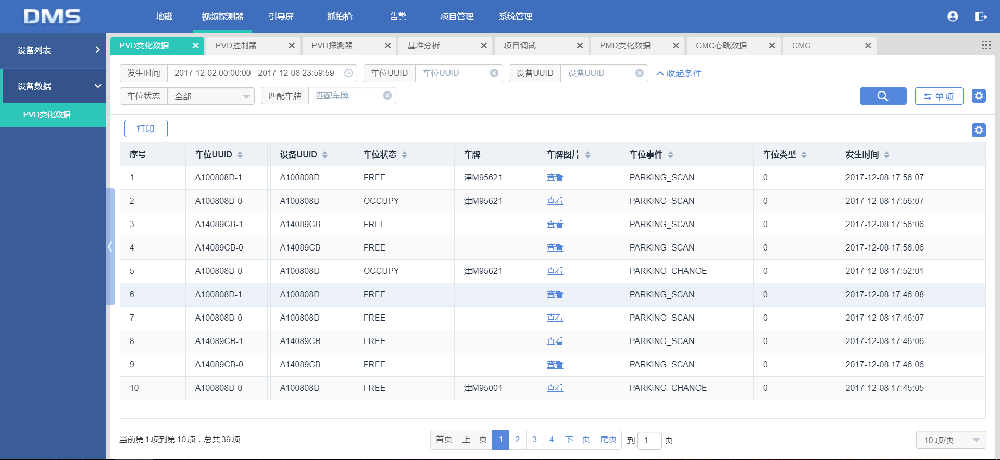 DMS 地磁 视频探测器 引导屏 抓拍枪 告警 项目管理 系统管理
设备列表
设备数据
PVD变化数据
PVD变化数据 PVD控制器 PVD探测器 基准分析 项目调试 PMD变化数据 CMC心跳数据 CMC
发生时间 2017-12-02 00:00:00 - 2017-12-08 23:59:59 车位UUID 车位UUID 设备UUID 设备UUID 收起条件
车位状态 全部 匹配车牌 匹配车牌 单项
打印
序号 车位UUID 设备UUID 车位状态 车牌 车牌图片 车位事件 车位类型 发生时间
1 A100808D-1 A100808D FREE 津M95621 查看 PARKING_SCAN 0 2017-12-08 17:56:07
2 A100808D-0 A100808D OCCUPY 津M95621 查看 PARKING_SCAN 0 2017-12-08 17:56:07
3 A14089CB-1 A14089CB FREE 查看 PARKING_SCAN 0 2017-12-08 17:56:06
4 A14089CB-0 A14089CB FREE 查看 PARKING_SCAN 0 2017-12-08 17:56:06
5 A100808D-0 A100808D OCCUPY 津M95621 查看 PARKING_CHANGE 0 2017-12-08 17:52:01
6 A100808D-1 A100808D FREE 查看 PARKING_SCAN 0 2017-12-08 17:46:08
7 A100808D-0 A100808D FREE 查看 PARKING_SCAN 0 2017-12-08 17:46:07
8 A14089CB-1 A14089CB FREE 查看 PARKING_SCAN 0 2017-12-08 17:46:06
9 A14089CB-0 A14089CB FREE 查看 PARKING_SCAN 0 2017-12-08 17:46:06
10 A100808D-0 A100808D FREE 津M95001 查看 PARKING_CHANGE 0 2017-12-08 17:45:05
当前第1项到第10项，总共39项 首页 上一页 1 2 3 4 下一页 尾页 到 1 页 10 项/页